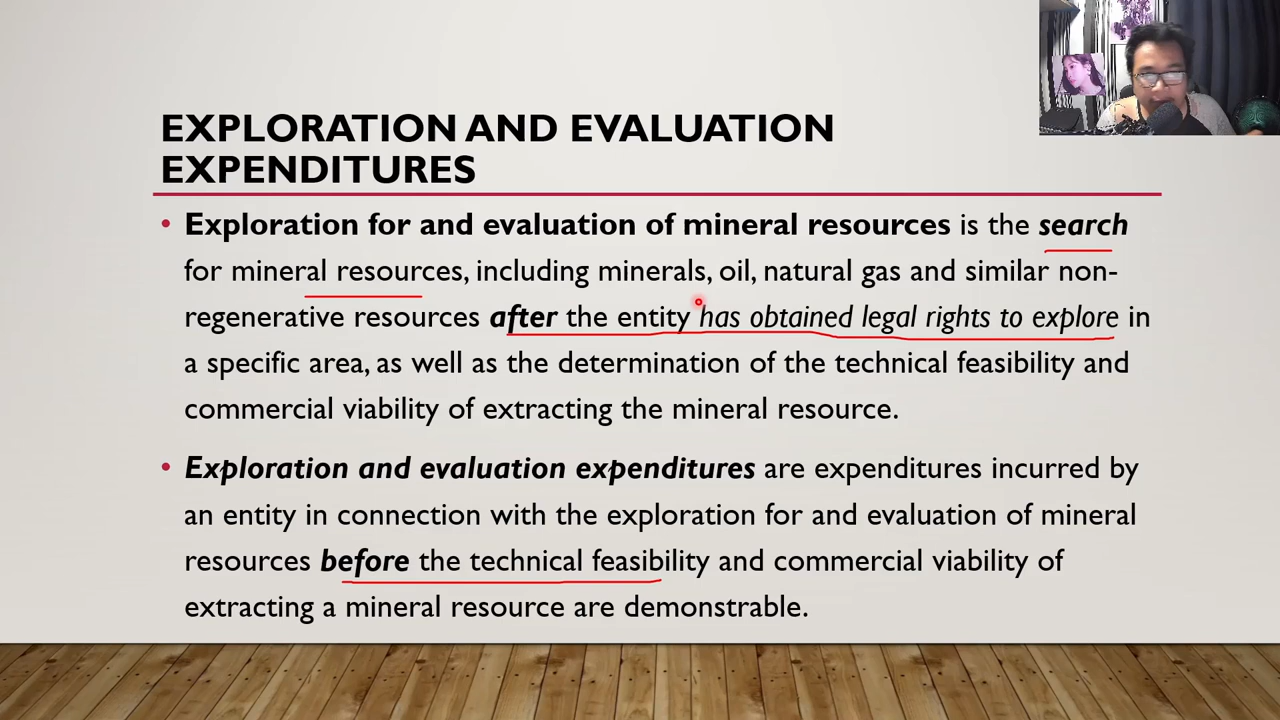 EXPLORATION AND EVALUATION
EXPENDITURES
• Exploration for and evaluation of mineral resources is the search
for mineral resources, including minerals, oil, natural gas and similar non-
regenerative resources after the entity has obtained legal rights to explore in
a specific area, as well as the determination of the technical feasibility and
commercial viability of extracting the mineral resource.
• Exploration and evaluation expenditures are expenditures incurred by
an entity in connection with the exploration for and evaluation of mineral
resources before the technical feasibility and commercial viability of
extracting a mineral resource are demonstrable.